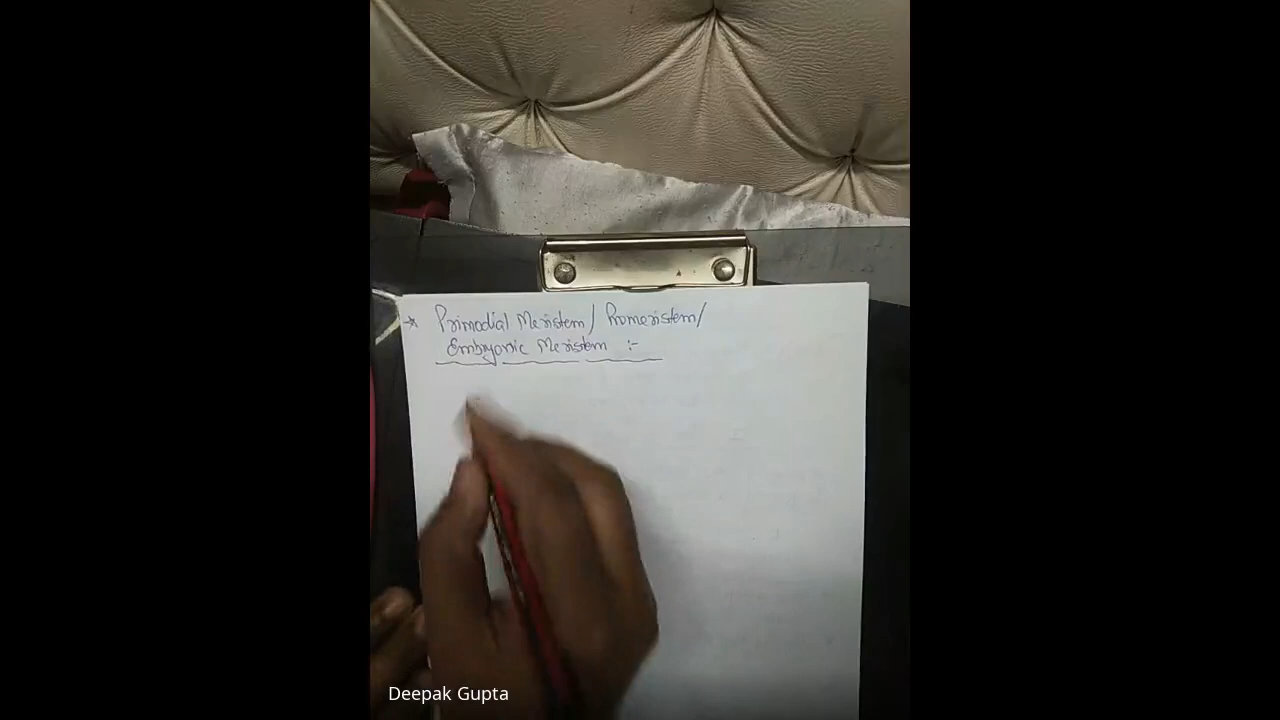 * Primodial Meristem/ Promeristem/
Embryonic Meristem :-
Deepak Gupta